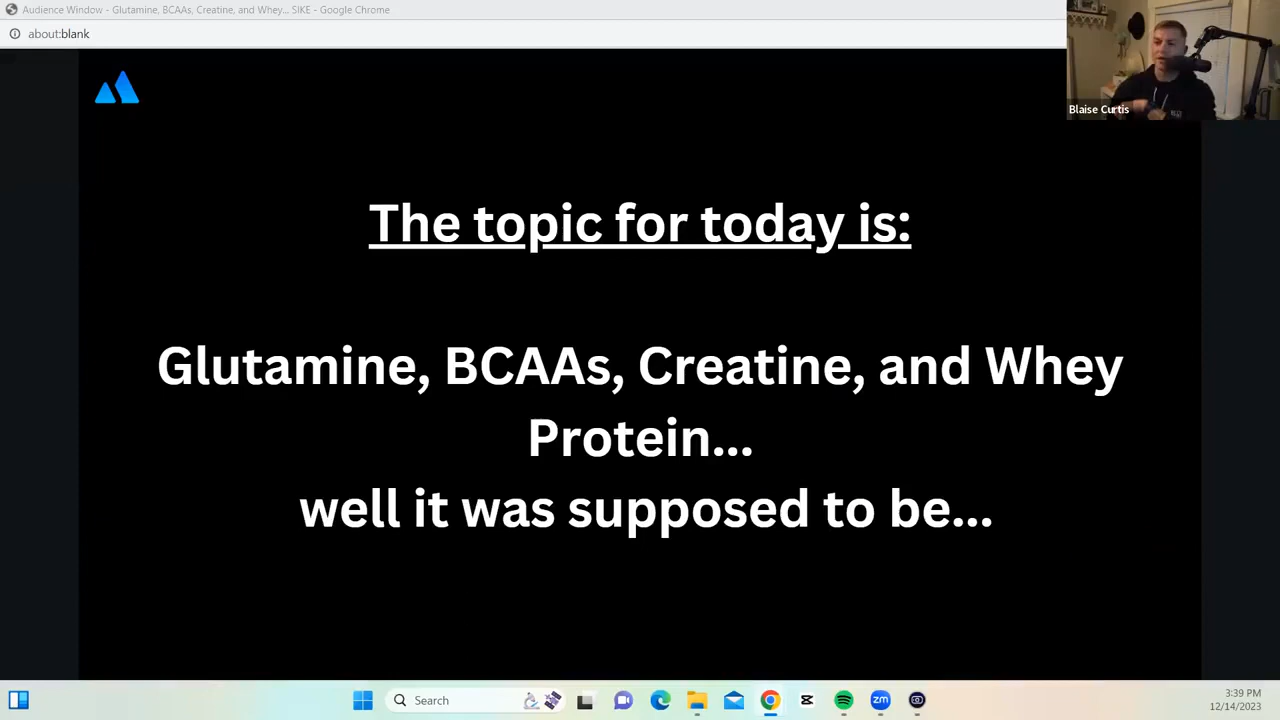 Audience Window - Glutamine, BCAAs, Creatine, and Whey... SIKE - Google Chrome
about:blank
Blaise Curtis
The topic for today is:
Glutamine, BCAAs, Creatine, and Whey
Protein...
well it was supposed to be...
Search
zm
3:39 PM
12/14/2023